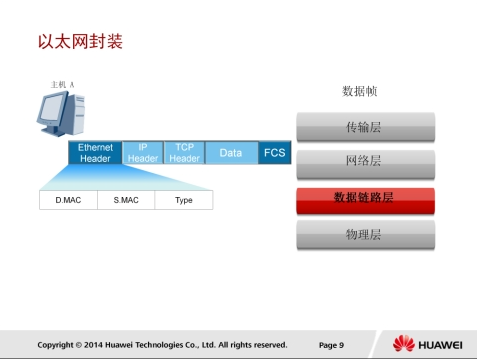 以太网封装
主机 A
数据帧
Ethernet Header
IP Header
TCP Header
Data
FCS
D.MAC
S.MAC
Type
传输层
网络层
数据链路层
物理层
Copyright © 2014 Huawei Technologies Co., Ltd. All rights reserved.
Page 9
HUAWEI